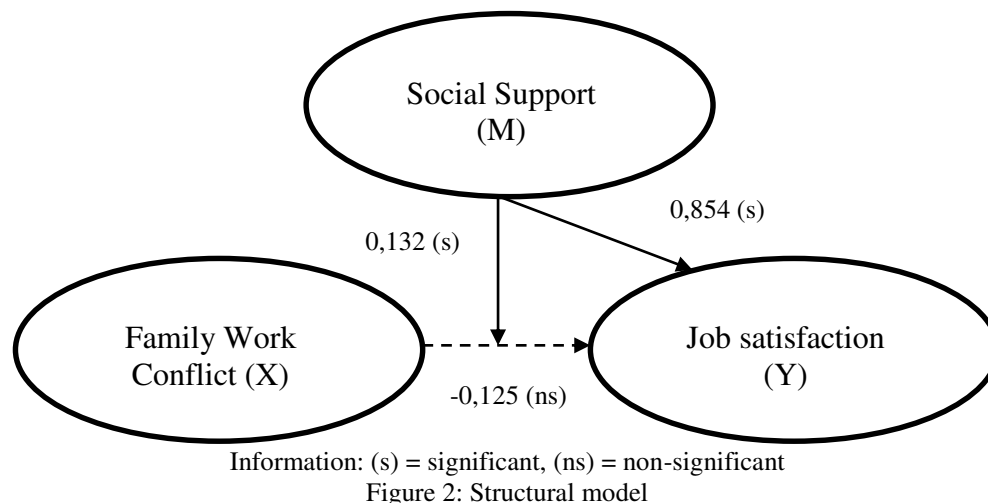 Social Support
(M)
0,854 (s)
0,132 (s)
Family Work
Conflict (X)
Job satisfaction
(Y)
-0,125 (ns)
Information: (s) = significant, (ns) = non-significant
Figure 2: Structural model